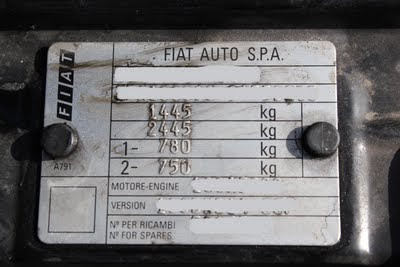 FIAT AUTO S.P.A.
FIAT
1445 kg
2445 kg
1- 780 kg
2- 750 kg
A791
MOTORE-ENGINE
VERSION
Nº PER RICAMBI
Nº FOR SPARES